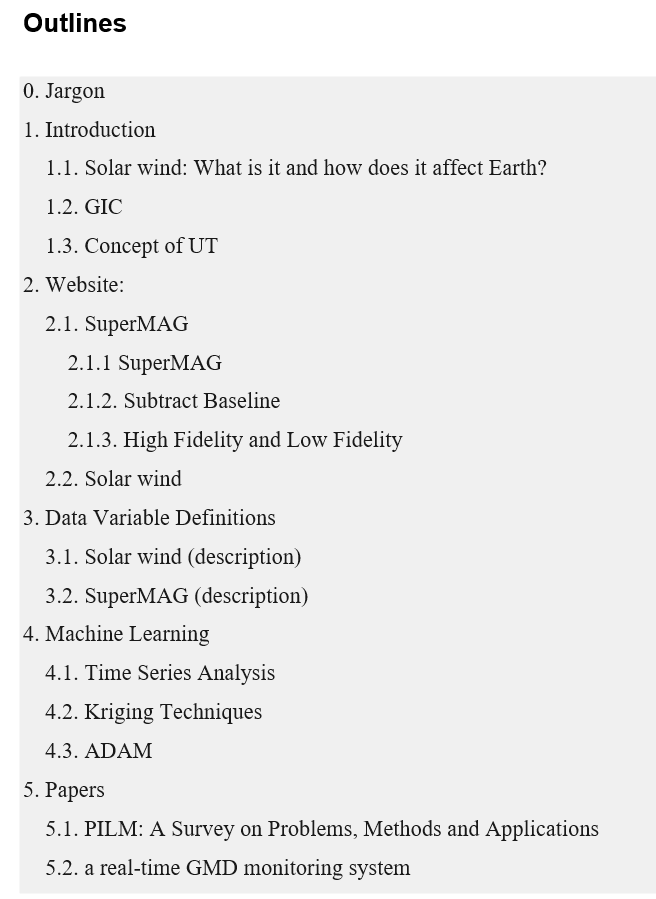 Outlines
0. Jargon
1. Introduction
1.1. Solar wind: What is it and how does it affect Earth?
1.2. GIC
1.3. Concept of UT
2. Website:
2.1. SuperMAG
2.1.1 SuperMAG
2.1.2. Subtract Baseline
2.1.3. High Fidelity and Low Fidelity
2.2. Solar wind
3. Data Variable Definitions
3.1. Solar wind (description)
3.2. SuperMAG (description)
4. Machine Learning
4.1. Time Series Analysis
4.2. Kriging Techniques
4.3. ADAM
5. Papers
5.1. PILM: A Survey on Problems, Methods and Applications
5.2. a real-time GMD monitoring system